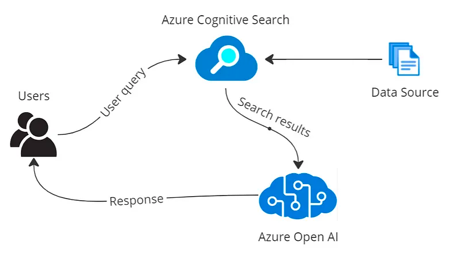 Azure Cognitive Search
Users
User query
Data Source
Search results
Response
Azure Open AI